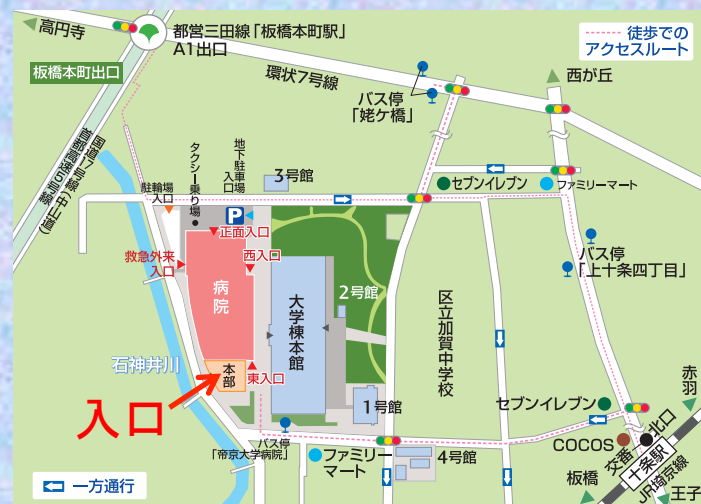 高円寺
都営三田線「板橋本町駅」
A1出口
徒歩での
アクセスルート
板橋本町出口
環状7号線
西が丘
バス停
「姥ケ橋」
首都高速5号線
国道17号線(中山道)
駐輪場
入口
タクシー乗り場
地下駐車場
入口
3号館
セブンイレブン
ファミリーマート
P
正面入口
救急外来
入口
西入口
バス停
「上十条四丁目」
病院
大学棟本館
2号館
区立加賀中学校
石神井川
本部
東入口
入口
1号館
セブンイレブン
赤羽
バス停
「帝京大学病院」
ファミリー
マート
4号館
COCOS
交番
北口
十条駅
JR埼京線
板橋
王子
一方通行